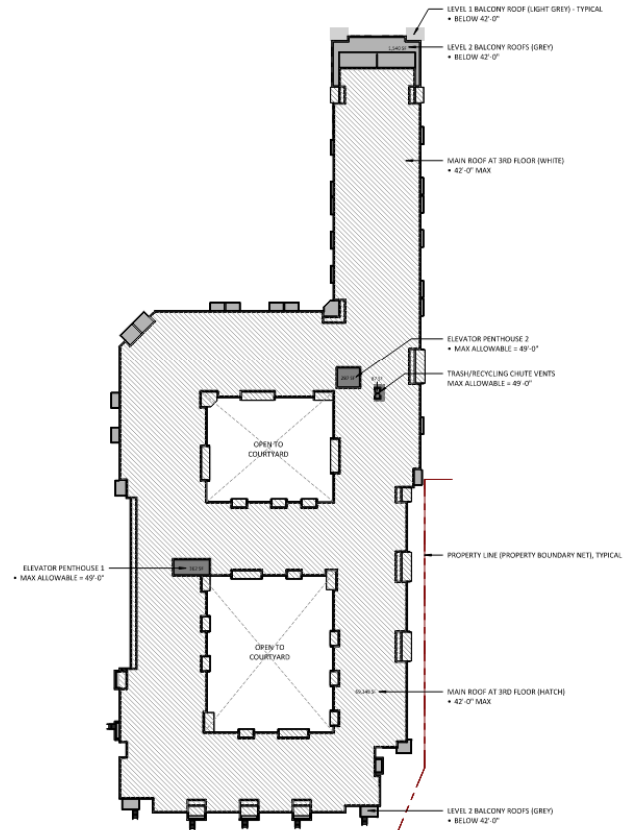 LEVEL 1 BALCONY ROOF (LIGHT GREY) - TYPICAL
• BELOW 42'-0"
LEVEL 2 BALCONY ROOFS (GREY)
• BELOW 42'-0"
MAIN ROOF AT 3RD FLOOR (WHITE)
• 42'-0" MAX
ELEVATOR PENTHOUSE 2
• MAX ALLOWABLE = 49'-0"
TRASH/RECYCLING CHUTE VENTS
MAX ALLOWABLE = 49'-0"
OPEN TO
COURTYARD
PROPERTY LINE (PROPERTY BOUNDARY NET), TYPICAL
ELEVATOR PENTHOUSE 1
• MAX ALLOWABLE = 49'-0"
OPEN TO
COURTYARD
MAIN ROOF AT 3RD FLOOR (HATCH)
• 42'-0" MAX
LEVEL 2 BALCONY ROOFS (GREY)
• BELOW 42'-0"